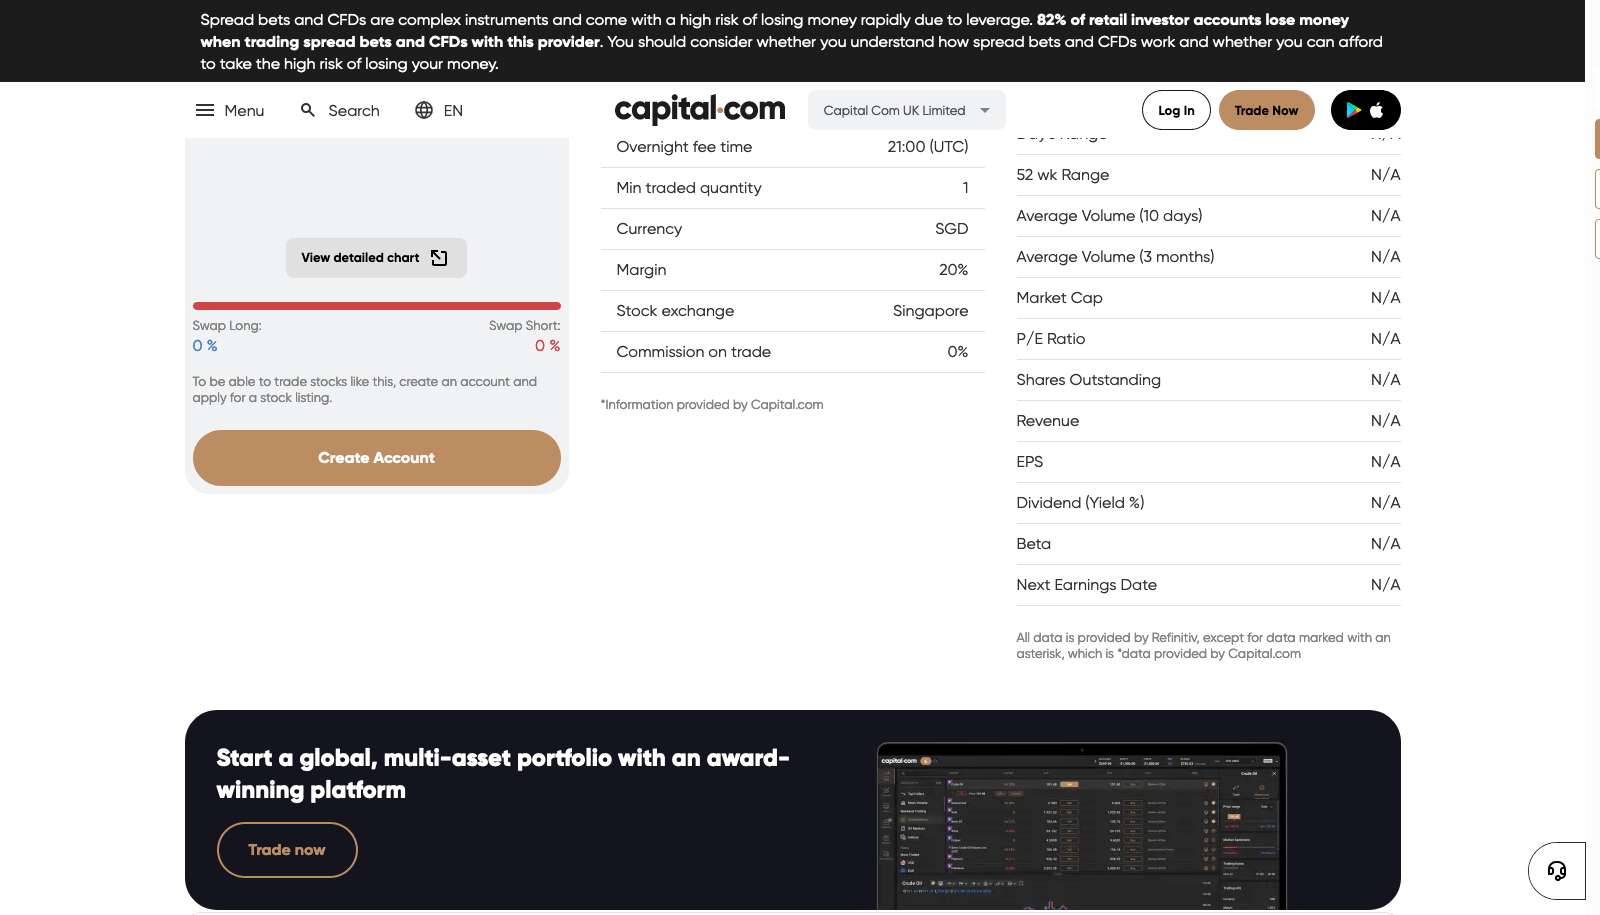 Spread bets and CFDs are complex instruments and come with a high risk of losing money rapidly due to leverage. 82% of retail investor accounts lose money
when trading spread bets and CFDs with this provider. You should consider whether you understand how spread bets and CFDs work and whether you can afford
to take the high risk of losing your money.
Menu
Search
EN
capital.com
Capital Com UK Limited
Log In
Trade Now
View detailed chart
Swap Long:
Swap Short:
0 %
0 %
To be able to trade stocks like this, create an account and
apply for a stock listing.
Create Account
Overnight fee time 21:00 (UTC)
Min traded quantity 1
Currency SGD
Margin 20%
Stock exchange Singapore
Commission on trade 0%
*Information provided by Capital.com
52 wk Range N/A
Average Volume (10 days) N/A
Average Volume (3 months) N/A
Market Cap N/A
P/E Ratio N/A
Shares Outstanding N/A
Revenue N/A
EPS N/A
Dividend (Yield %) N/A
Beta N/A
Next Earnings Date N/A
All data is provided by Refinitiv, except for data marked with an
asterisk, which is *data provided by Capital.com
Start a global, multi-asset portfolio with an award-
winning platform
Trade now
capital.com
Crude Oil
Crude Oil